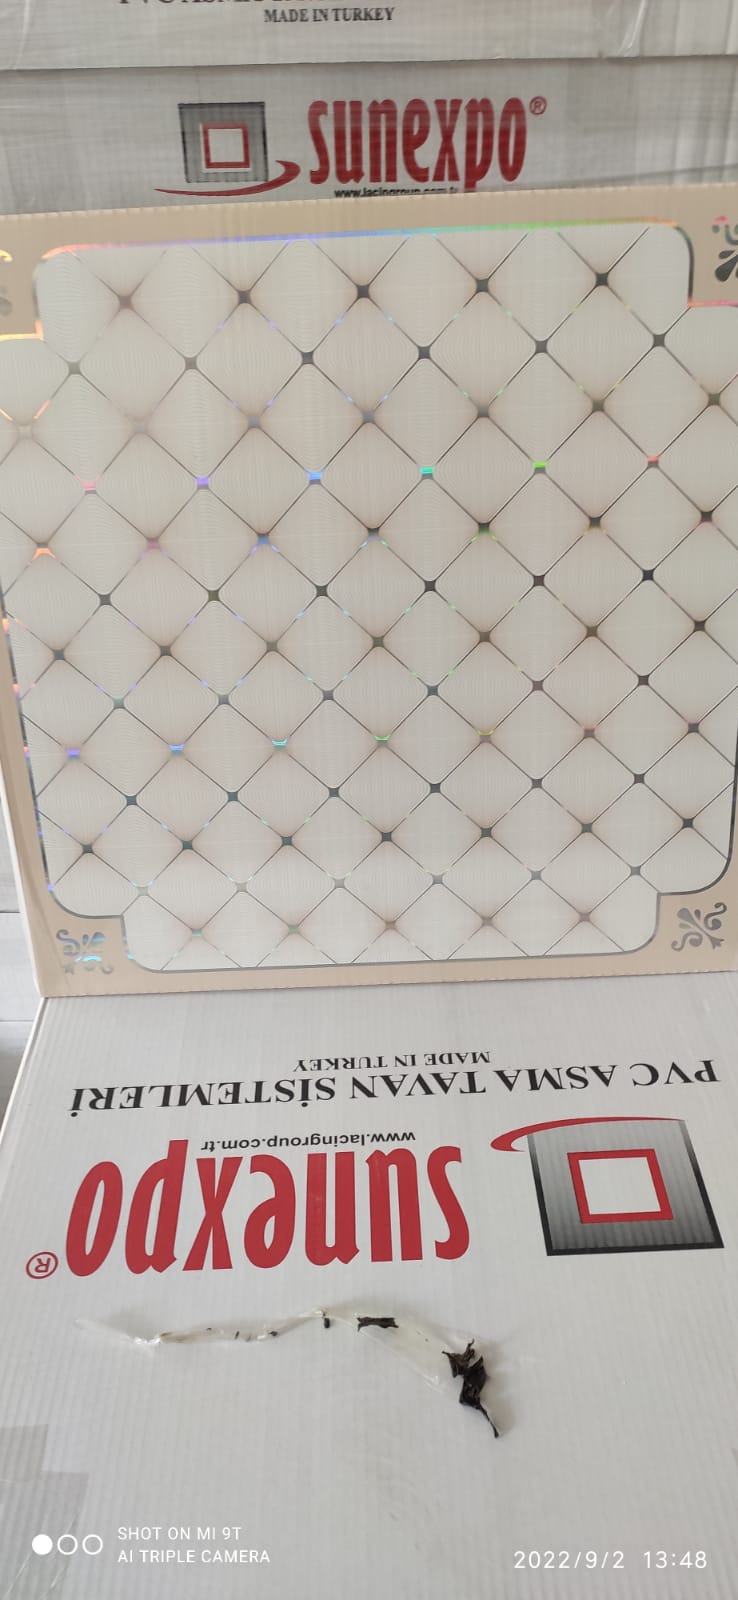 MADE IN TURKEY
sunexpo®
www.lacingroup.com.tr
PVC ASMA TAVAN SİSTEMLERİ
MADE IN TURKEY
www.lacingroup.com.tr
sunexpo®
SHOT ON MI 9T
AI TRIPLE CAMERA
2022/9/2 13:48